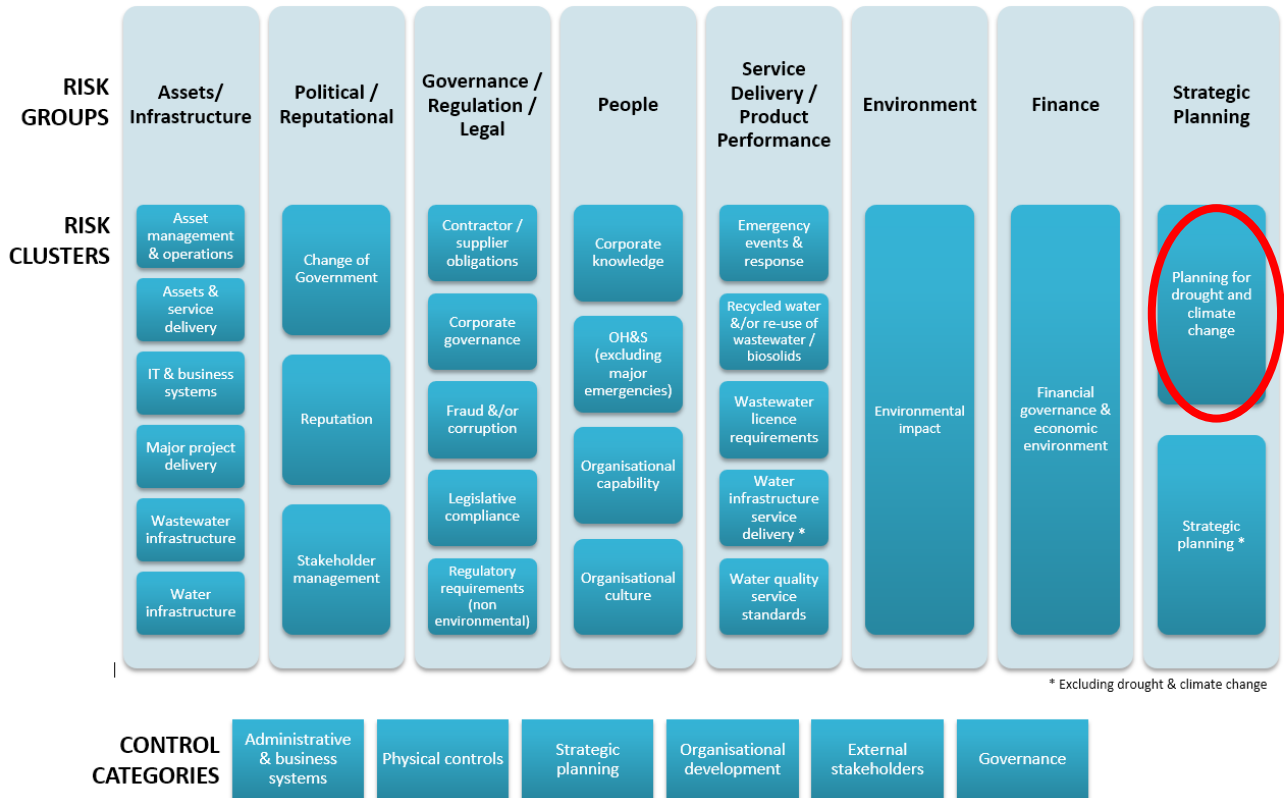 RISK
GROUPS
Assets/
Infrastructure
Political /
Reputational
Governance /
Regulation /
Legal
People
Service
Delivery /
Product
Performance
Environment
Finance
Strategic
Planning
RISK
CLUSTERS
Asset
management
& operations
Assets &
service
delivery
IT & business
systems
Major project
delivery
Wastewater
infrastructure
Water
infrastructure
Change of
Government
Reputation
Stakeholder
management
Contractor /
supplier
obligations
Corporate
governance
Fraud &/or
corruption
Legislative
compliance
Regulatory
requirements
(non
environmental)
Corporate
knowledge
OH&S
(excluding
major
emergencies)
Organisational
capability
Organisational
culture
Emergency
events &
response
Recycled water
&/or re-use of
wastewater /
biosolids
Wastewater
licence
requirements
Water
infrastructure
service
delivery *
Water quality
service
standards
Environmental
impact
Financial
governance &
economic
environment
Planning for
drought and
climate
change
Strategic
planning *
* Excluding drought & climate change
CONTROL
CATEGORIES
Administrative
& business
systems
Physical controls
Strategic
planning
Organisational
development
External
stakeholders
Governance